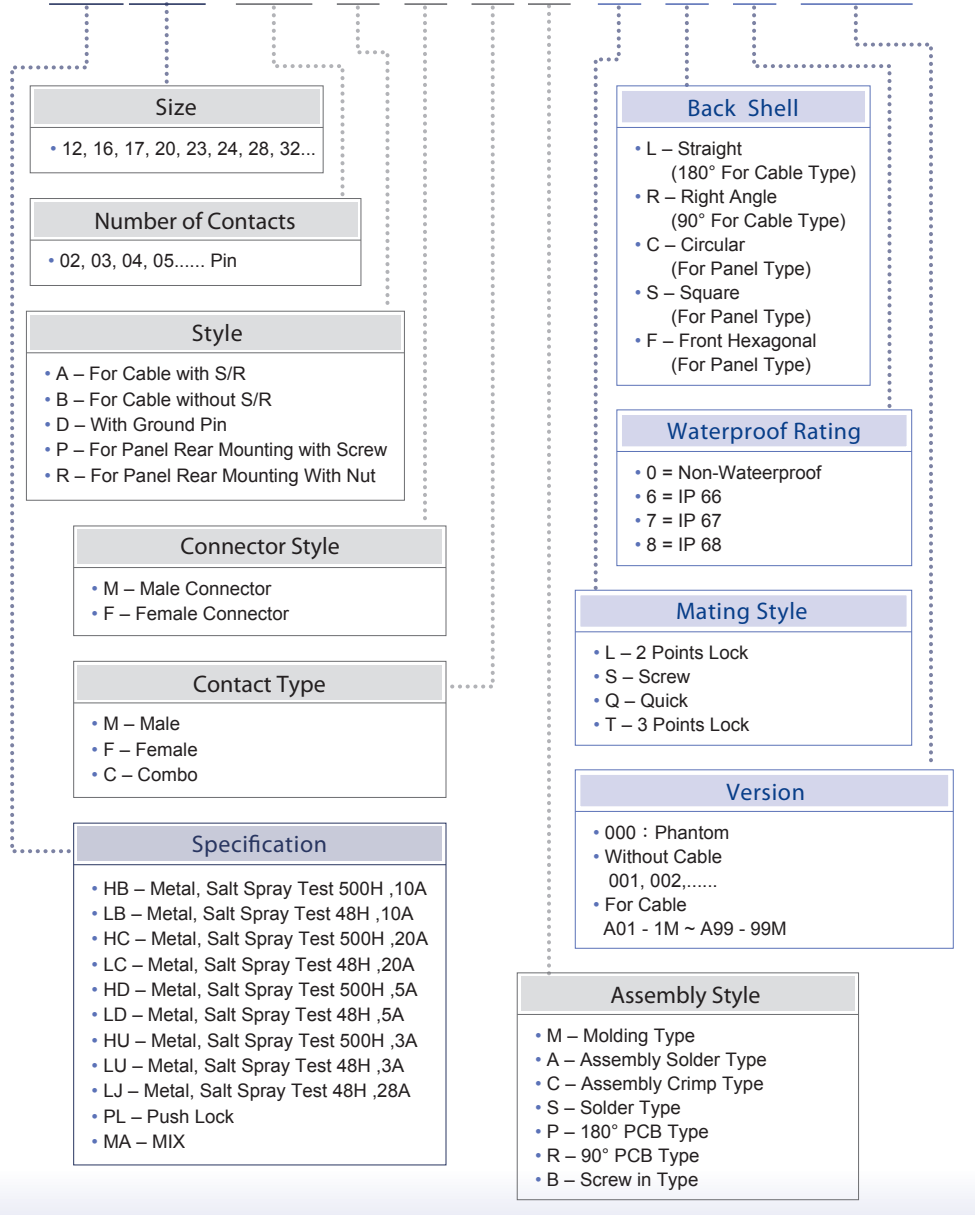 Size
• 12, 16, 17, 20, 23, 24, 28, 32...
Number of Contacts
• 02, 03, 04, 05...... Pin
Style
• A – For Cable with S/R
• B – For Cable without S/R
• D – With Ground Pin
• P – For Panel Rear Mounting with Screw
• R – For Panel Rear Mounting With Nut
Connector Style
• M – Male Connector
• F – Female Connector
Contact Type
• M – Male
• F – Female
• C – Combo
Specification
• HB – Metal, Salt Spray Test 500H ,10A
• LB – Metal, Salt Spray Test 48H ,10A
• HC – Metal, Salt Spray Test 500H ,20A
• LC – Metal, Salt Spray Test 48H ,20A
• HD – Metal, Salt Spray Test 500H ,5A
• LD – Metal, Salt Spray Test 48H ,5A
• HU – Metal, Salt Spray Test 500H ,3A
• LU – Metal, Salt Spray Test 48H ,3A
• LJ – Metal, Salt Spray Test 48H ,28A
• PL – Push Lock
• MA – MIX
Back Shell
• L – Straight
(180° For Cable Type)
• R – Right Angle
(90° For Cable Type)
• C – Circular
(For Panel Type)
• S – Square
(For Panel Type)
• F – Front Hexagonal
(For Panel Type)
Waterproof Rating
• 0 = Non-Wateerproof
• 6 = IP 66
• 7 = IP 67
• 8 = IP 68
Mating Style
• L – 2 Points Lock
• S – Screw
• Q – Quick
• T – 3 Points Lock
Version
• 000：Phantom
• Without Cable
001, 002,......
• For Cable
A01 - 1M ~ A99 - 99M
Assembly Style
• M – Molding Type
• A – Assembly Solder Type
• C – Assembly Crimp Type
• S – Solder Type
• P – 180° PCB Type
• R – 90° PCB Type
• B – Screw in Type